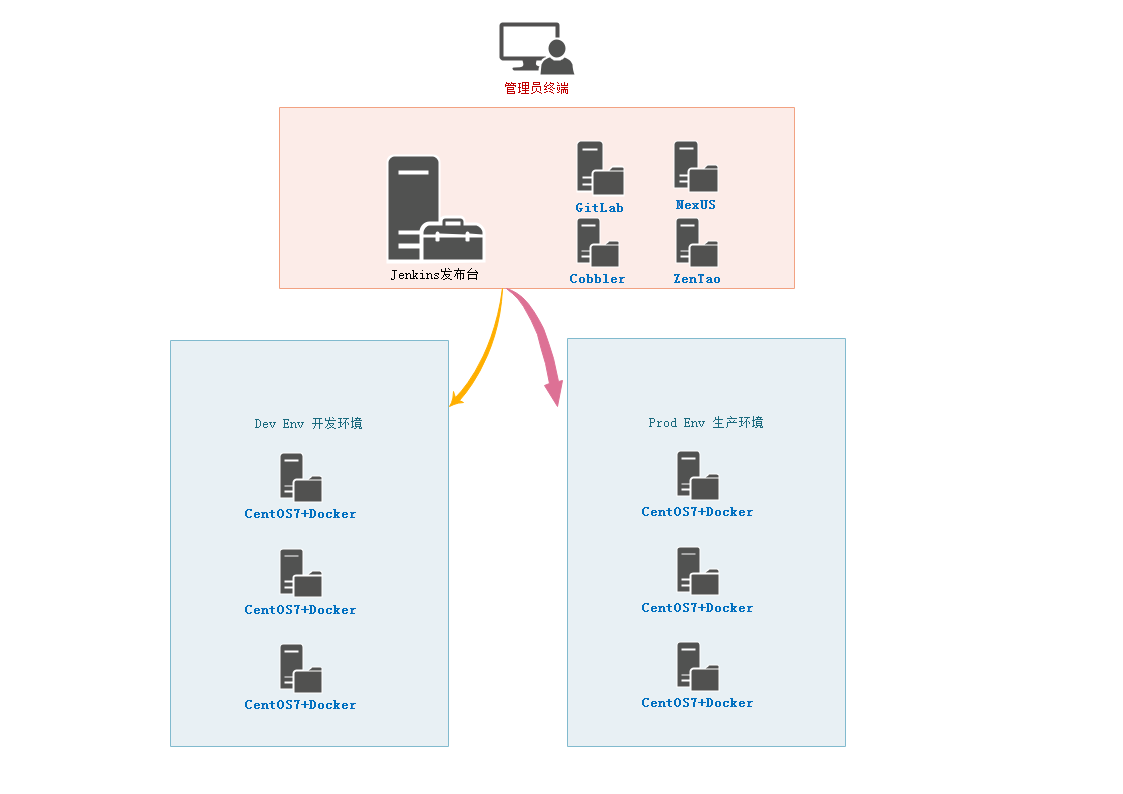 管理员终端
GitLab
NexUS
Jenkins发布台
Cobbler
ZenTao
Dev Env 开发环境
CentOS7+Docker
CentOS7+Docker
CentOS7+Docker
Prod Env 生产环境
CentOS7+Docker
CentOS7+Docker
CentOS7+Docker